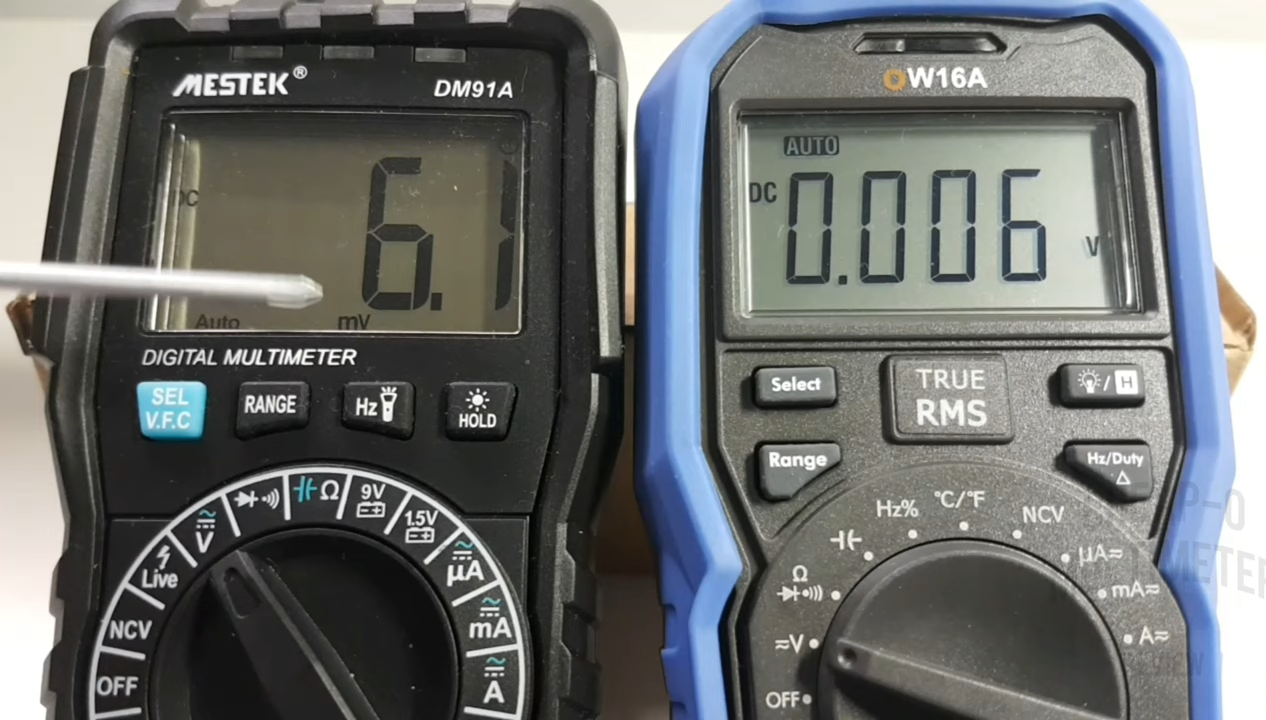 MESTEK®
DM91A
DC
6.1
Auto
mV
DIGITAL MULTIMETER
SEL
V.F.C
RANGE
Hz
HOLD
OFF
NCV
Live
V
Ω
9V
1.5V
μA
mA
A
OW16A
AUTO
DC
0.006
V
Select
TRUE
RMS
/ H
Range
Hz/Duty
Δ
OFF
≂V
Ω
Hz%
°C/°F
NCV
μA≂
mA≂
A≂